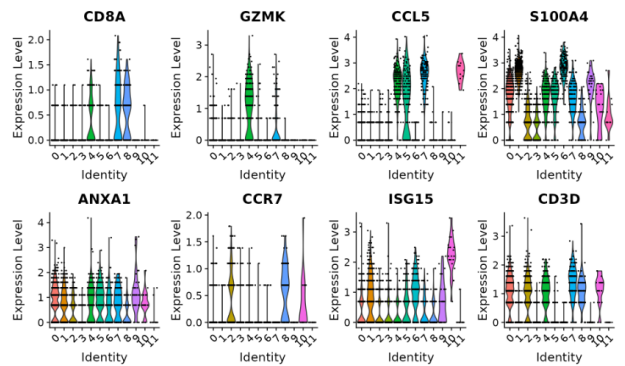 CD8A GZMK CCL5 S100A4
Expression Level Expression Level Expression Level Expression Level
2.0 1.5 1.0 0.5 0.0
3 2 1 0
4 3 2 1 0
4 3 2 1 0
0 1 2 3 4 5 6 7 8 9 10 11
0 1 2 3 4 5 6 7 8 9 10 11
0 1 2 3 4 5 6 7 8 9 10 11
0 1 2 3 4 5 6 7 8 9 10 11
Identity Identity Identity Identity
ANXA1 CCR7 ISG15 CD3D
Expression Level Expression Level Expression Level Expression Level
4 3 2 1 0
2.0 1.5 1.0 0.5 0.0
3 2 1 0
3 2 1 0
0 1 2 3 4 5 6 7 8 9 10 11
0 1 2 3 4 5 6 7 8 9 10 11
0 1 2 3 4 5 6 7 8 9 10 11
0 1 2 3 4 5 6 7 8 9 10 11
Identity Identity Identity Identity